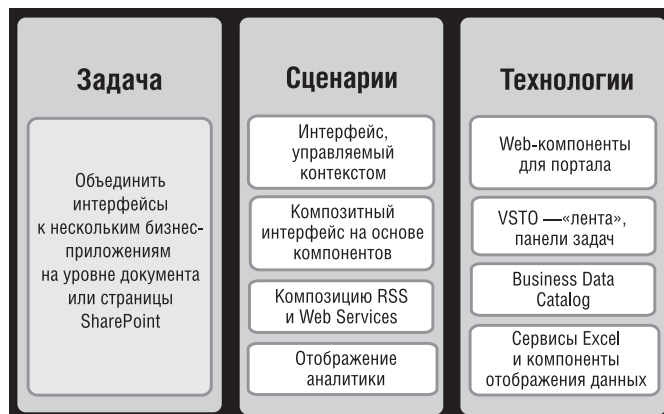 Задача
Объединить
интерфейсы
к нескольким бизнес-
приложениям
на уровне документа
или страницы
SharePoint
Сценарии
Интерфейс,
управляемый
контекстом
Композитный
интерфейс на основе
компонентов
Композицию RSS
и Web Services
Отображение
аналитики
Технологии
Web-компоненты
для портала
VSTO —«лента»,
панели задач
Business Data
Catalog
Сервисы Excel
и компоненты
отображения данных